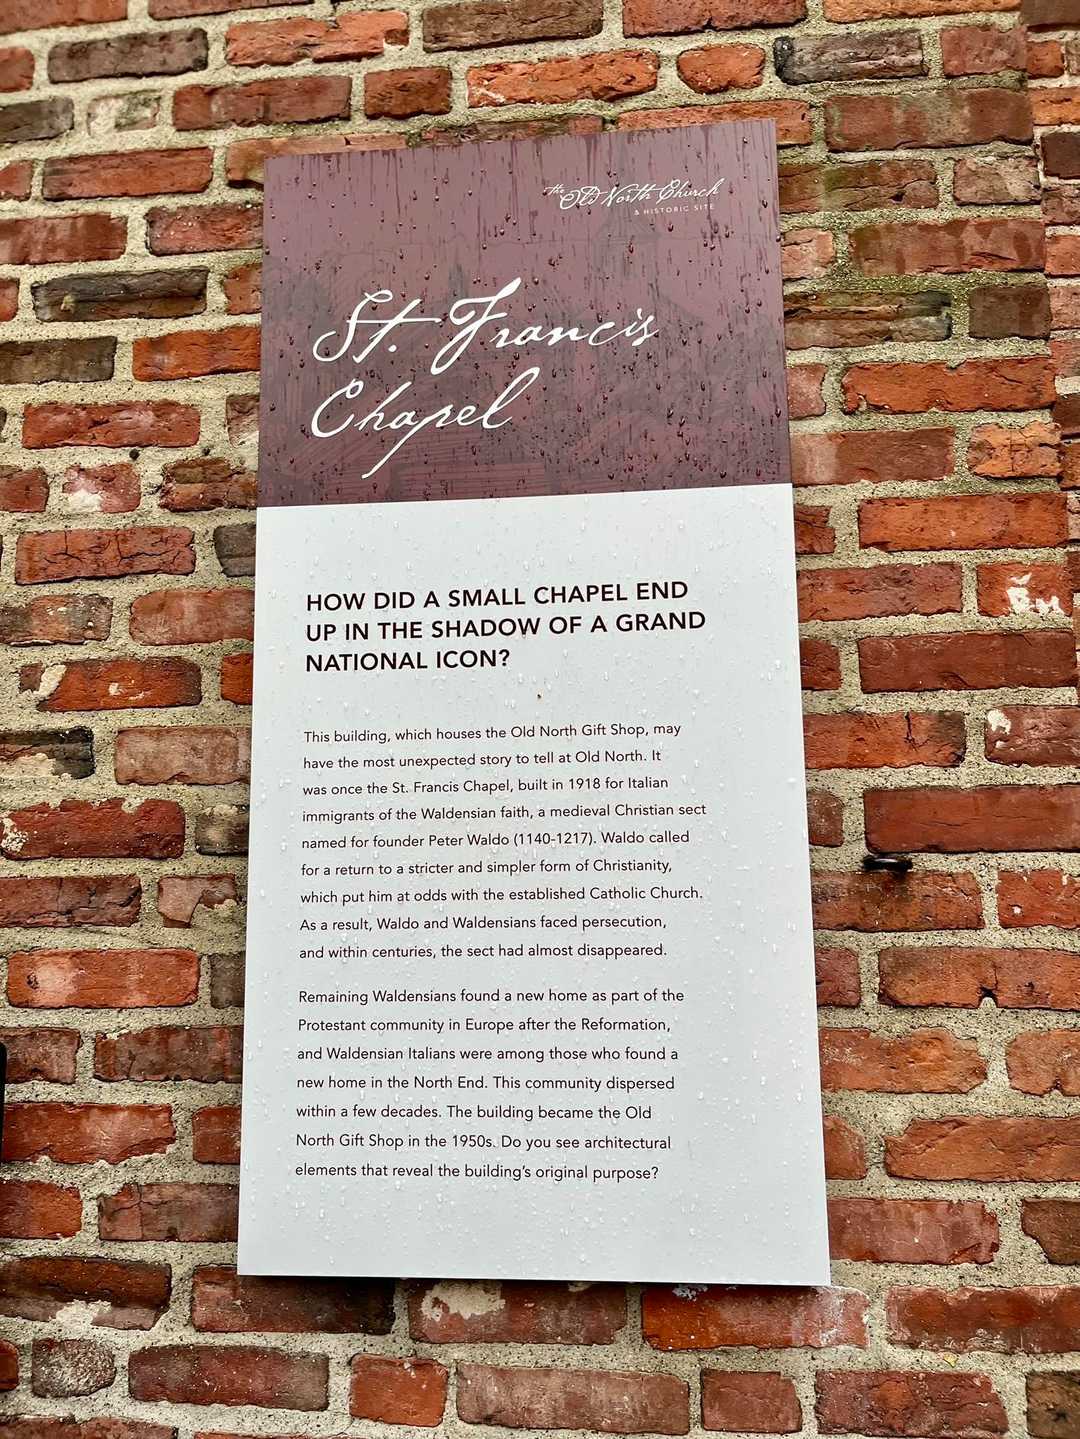 the Old North Church
& HISTORIC SITE
St. Francis
Chapel
HOW DID A SMALL CHAPEL END
UP IN THE SHADOW OF A GRAND
NATIONAL ICON?
This building, which houses the Old North Gift Shop, may
have the most unexpected story to tell at Old North. It
was once the St. Francis Chapel, built in 1918 for Italian
immigrants of the Waldensian faith, a medieval Christian sect
named for founder Peter Waldo (1140-1217). Waldo called
for a return to a stricter and simpler form of Christianity,
which put him at odds with the established Catholic Church.
As a result, Waldo and Waldensians faced persecution,
and within centuries, the sect had almost disappeared.
Remaining Waldensians found a new home as part of the
Protestant community in Europe after the Reformation,
and Waldensian Italians were among those who found a
new home in the North End. This community dispersed
within a few decades. The building became the Old
North Gift Shop in the 1950s. Do you see architectural
elements that reveal the building's original purpose?